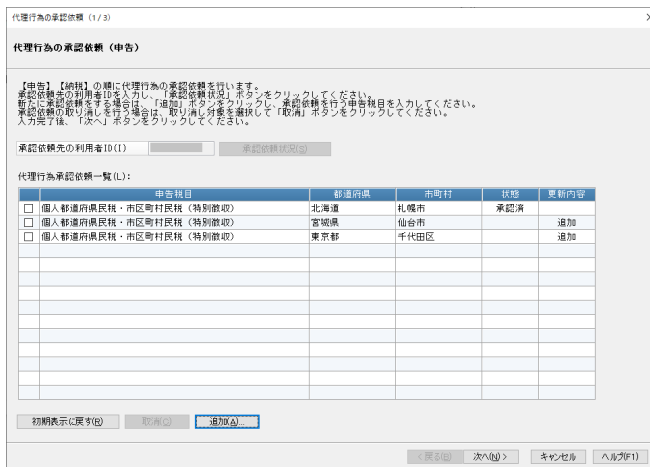 代理行為の承認依頼 (1/3)
代理行為の承認依頼（申告）
【申告】【納税】の順に代理行為の承認依頼を行います。
承認依頼先の利用者IDを入力し、「承認依頼状況」ボタンをクリックしてください。
新たに承認依頼をする場合は、「追加」ボタンをクリックし、承認依頼を行う申告税目を入力してください。
承認依頼の取り消しを行う場合は、取り消し対象を選択して「取消」ボタンをクリックしてください。
入力完了後、「次へ」ボタンをクリックしてください。
承認依頼先の利用者ID(I) 承認依頼状況(S)
代理行為承認依頼一覧(L):
申告税目 都道府県 市町村 状態 更新内容
個人都道府県民税・市区町村民税（特別徴収） 北海道 札幌市 承認済
個人都道府県民税・市区町村民税（特別徴収） 宮城県 仙台市 追加
個人都道府県民税・市区町村民税（特別徴収） 東京都 千代田区 追加
初期表示に戻す(R) 取消(C) 追加(A)...
< 戻る(B) 次へ(N) > キャンセル ヘルプ(F1)